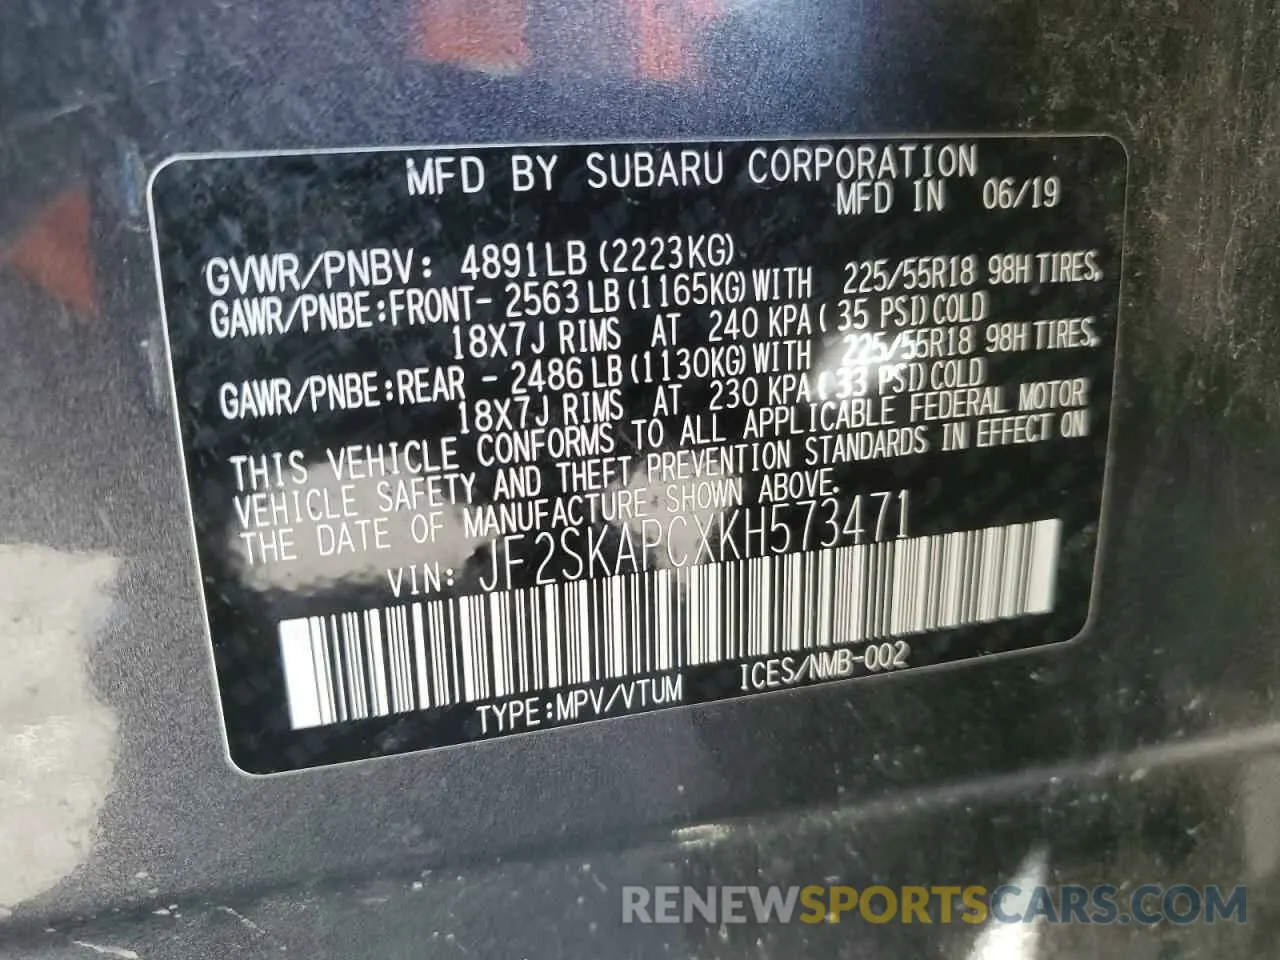 MFD BY SUBARU CORPORATION
MFD IN 06/19
GVWR/PNBV: 4891LB (2223KG)
GAWR/PNBE:FRONT- 2563 LB (1165KG) WITH 225/55R18 98H TIRES,
18X7J RIMS AT 240 KPA ( 35 PSI) COLD
GAWR/PNBE:REAR - 2486 LB (1130KG) WITH 225/55R18 98H TIRES,
18X7J RIMS AT 230 KPA ( 33 PSI) COLD
THIS VEHICLE CONFORMS TO ALL APPLICABLE FEDERAL MOTOR
VEHICLE SAFETY AND THEFT PREVENTION STANDARDS IN EFFECT ON
THE DATE OF MANUFACTURE SHOWN ABOVE.
VIN: JF2SKAPCXKH573471
TYPE:MPV/VTUM ICES/NMB-002
RENEWSPORTSCARS.COM